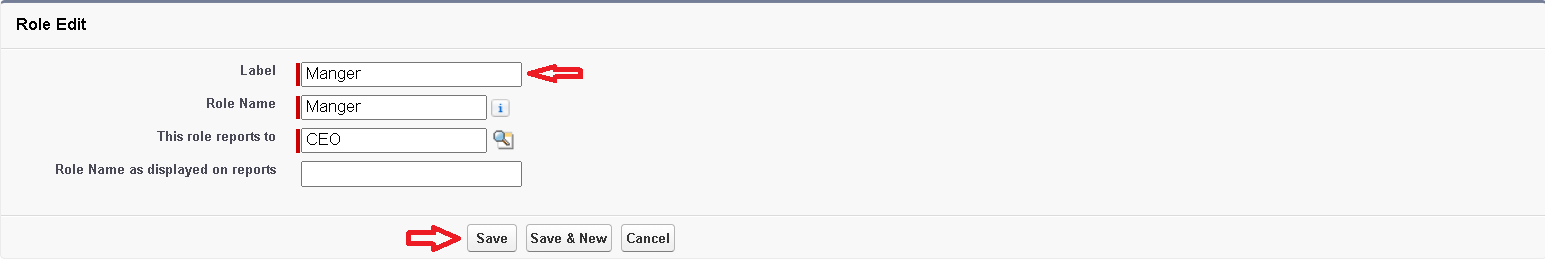 Role Edit
Label Manger
Role Name Manger
This role reports to CEO
Role Name as displayed on reports
Save Save & New Cancel